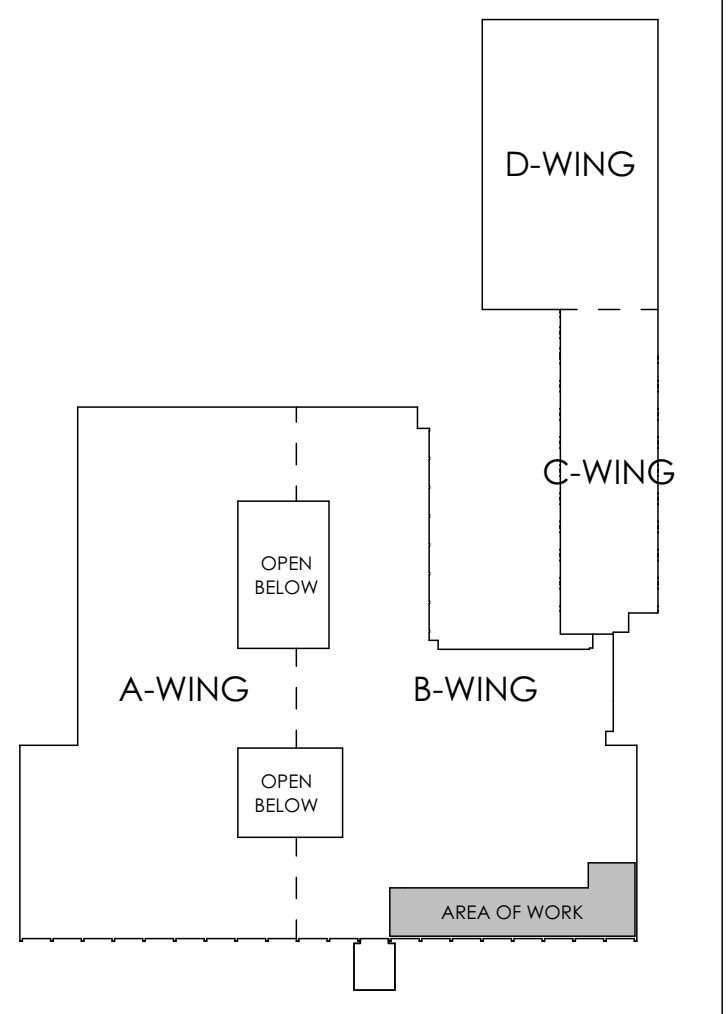 D-WING
C-WING
OPEN
BELOW
A-WING
B-WING
OPEN
BELOW
AREA OF WORK